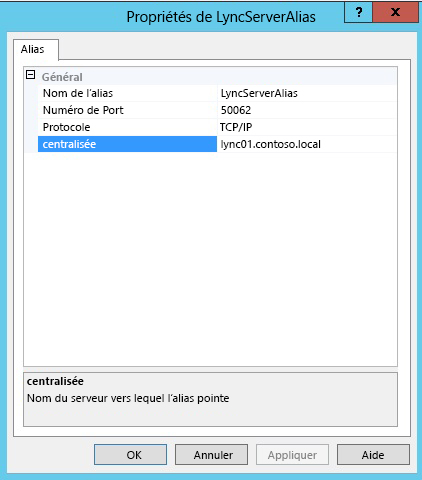 Propriétés de LyncServerAlias
? x
Alias
Général
Nom de l'alias LyncServerAlias
Numéro de Port 50062
Protocole TCP/IP
centralisée lync01.contoso.local
centralisée
Nom du serveur vers lequel l'alias pointe
OK Annuler Appliquer Aide